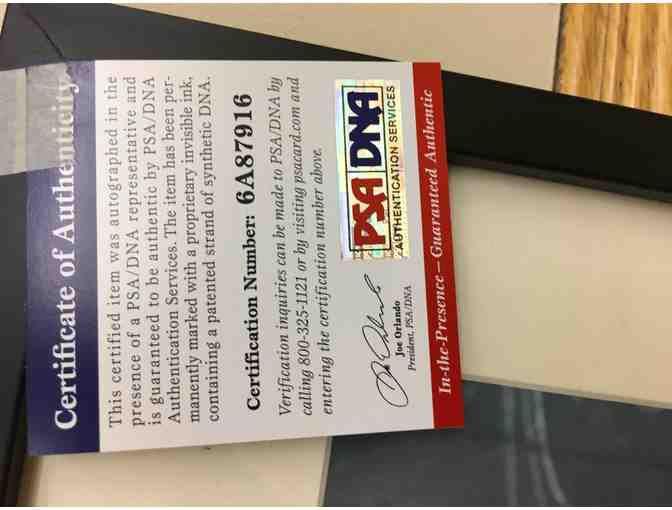 Certificate of Authenticity
This certified item was autographed in the
presence of a PSA/DNA representative and
is guaranteed to be authentic by PSA/DNA
Authentication Services. The item has been per-
manently marked with a proprietary invisible ink,
containing a patented strand of synthetic DNA.
Certification Number: 6A87916
Verification inquiries can be made to PSA/DNA by
calling 800-325-1121 or by visiting psacard.com and
entering the certification number above.
Joe Orlando
President, PSA/DNA
PSA DNA
AUTHENTICATION SERVICES
In-the-Presence – Guaranteed Authentic